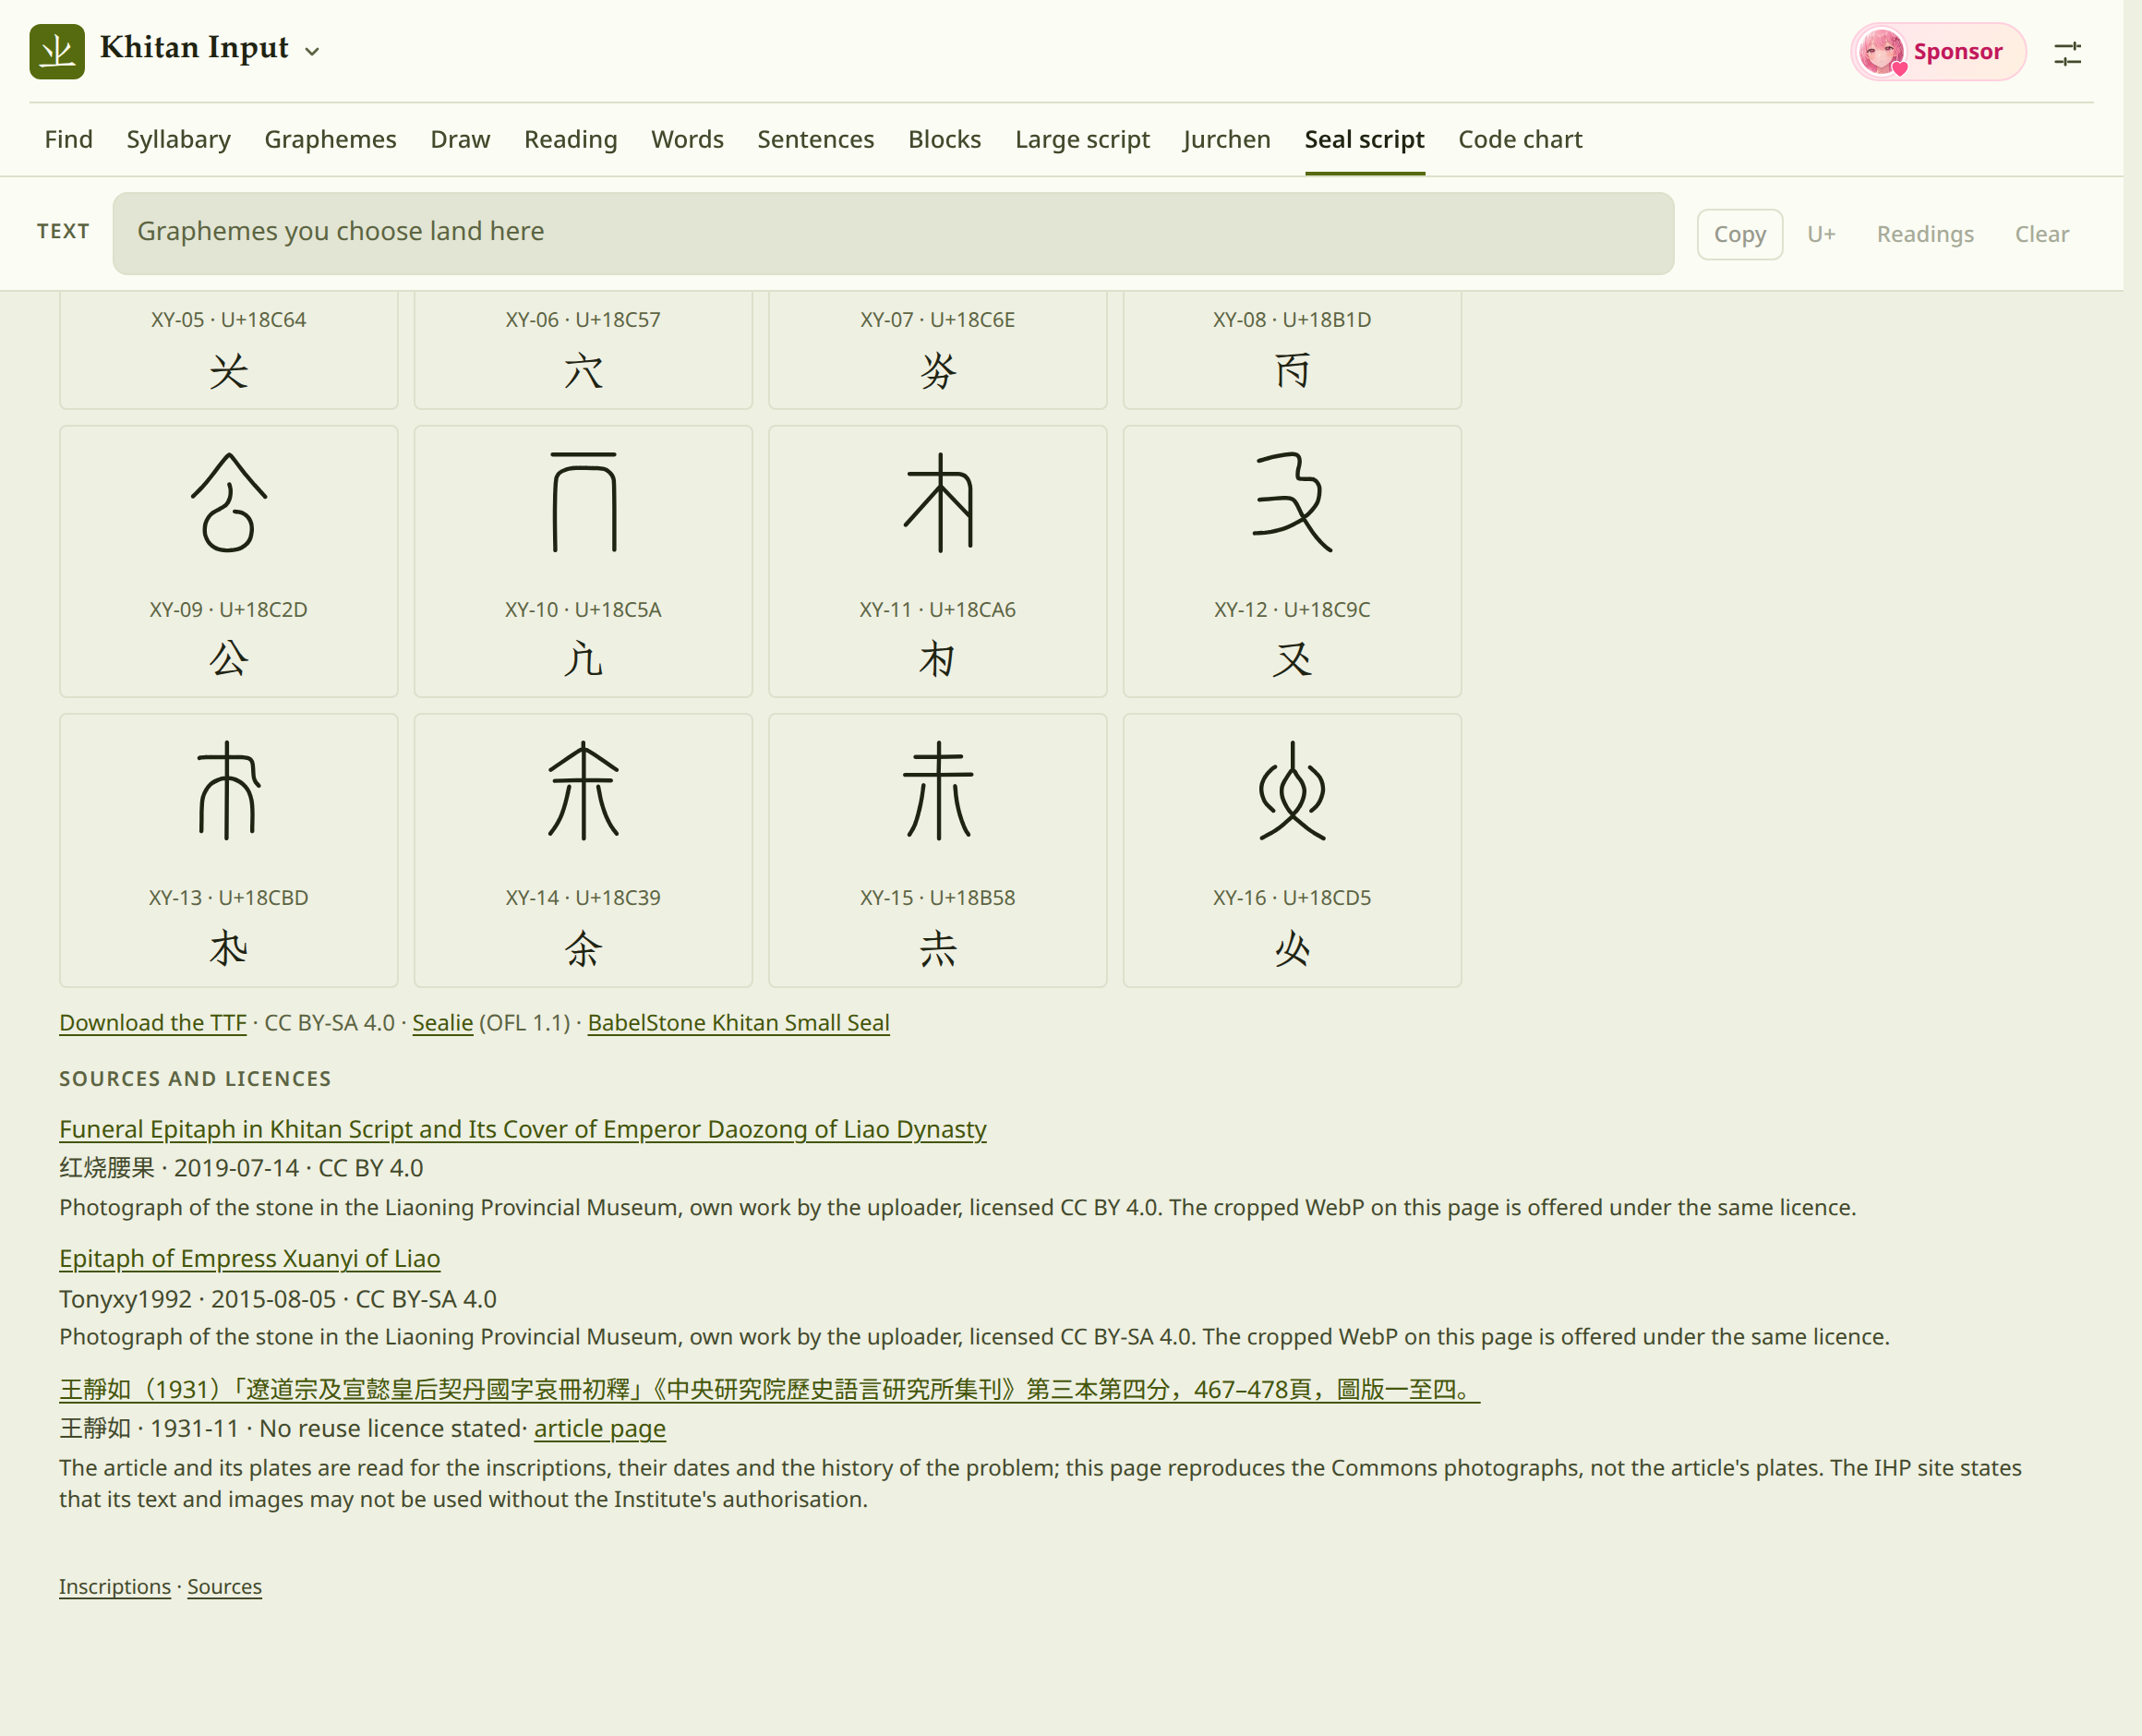 Khitan Input
Sponsor
Find Syllabary Graphemes Draw Reading Words Sentences Blocks Large script Jurchen Seal script Code chart
TEXT Graphemes you choose land here Copy U+ Readings Clear
XY-05 · U+18C64 XY-06 · U+18C57 XY-07 · U+18C6E XY-08 · U+18B1D
𘱤 𘱗 𘱮 𘬝
XY-09 · U+18C2D XY-10 · U+18C5A XY-11 · U+18CA6 XY-12 · U+18C9C
𘰭 𘱚 𘲦 𘲜
XY-13 · U+18CBD XY-14 · U+18C39 XY-15 · U+18B58 XY-16 · U+18CD5
𘲽 𘰹 𘭘 𘳕
Download the TTF · CC BY-SA 4.0 · Sealie (OFL 1.1) · BabelStone Khitan Small Seal
SOURCES AND LICENCES
Funeral Epitaph in Khitan Script and Its Cover of Emperor Daozong of Liao Dynasty
红烧腰果 · 2019-07-14 · CC BY 4.0
Photograph of the stone in the Liaoning Provincial Museum, own work by the uploader, licensed CC BY 4.0. The cropped WebP on this page is offered under the same licence.
Epitaph of Empress Xuanyi of Liao
Tonyxy1992 · 2015-08-05 · CC BY-SA 4.0
Photograph of the stone in the Liaoning Provincial Museum, own work by the uploader, licensed CC BY-SA 4.0. The cropped WebP on this page is offered under the same licence.
王靜如（1931）「遼道宗及宣懿皇后契丹國字哀冊初釋」《中央研究院歷史語言研究所集刊》第三本第四分，467–478頁，圖版一至四。
王靜如 · 1931-11 · No reuse licence stated· article page
The article and its plates are read for the inscriptions, their dates and the history of the problem; this page reproduces the Commons photographs, not the article's plates. The IHP site states
that its text and images may not be used without the Institute's authorisation.
Inscriptions · Sources